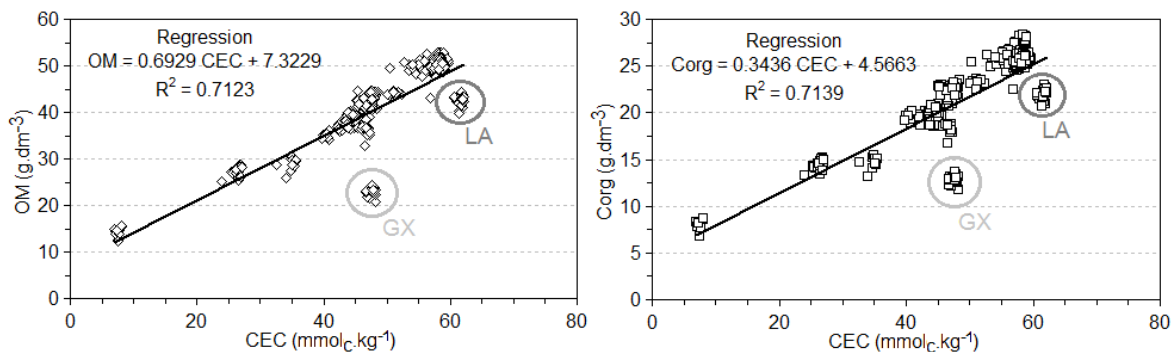 60
50
40
30
20
10
0
OM (g.dm⁻³)
Regression
OM = 0.6929 CEC + 7.3229
R² = 0.7123
LA
GX
0 20 40 60 80
CEC (mmolC.kg⁻¹)
30
25
20
15
10
5
0
Corg (g.dm⁻³)
Regression
Corg = 0.3436 CEC + 4.5663
R² = 0.7139
LA
GX
0 20 40 60 80
CEC (mmolC.kg⁻¹)